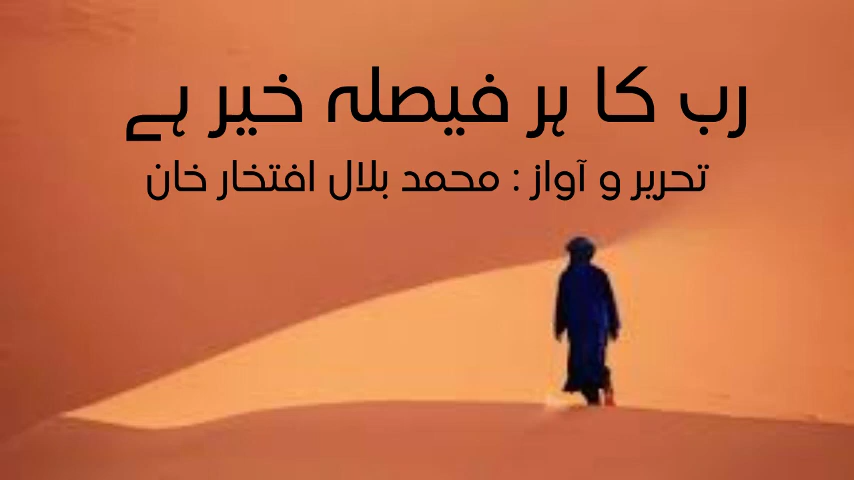 رب کا ہر فیصلہ خیر ہے
تحریر و آواز : محمد بلال افتخار خان